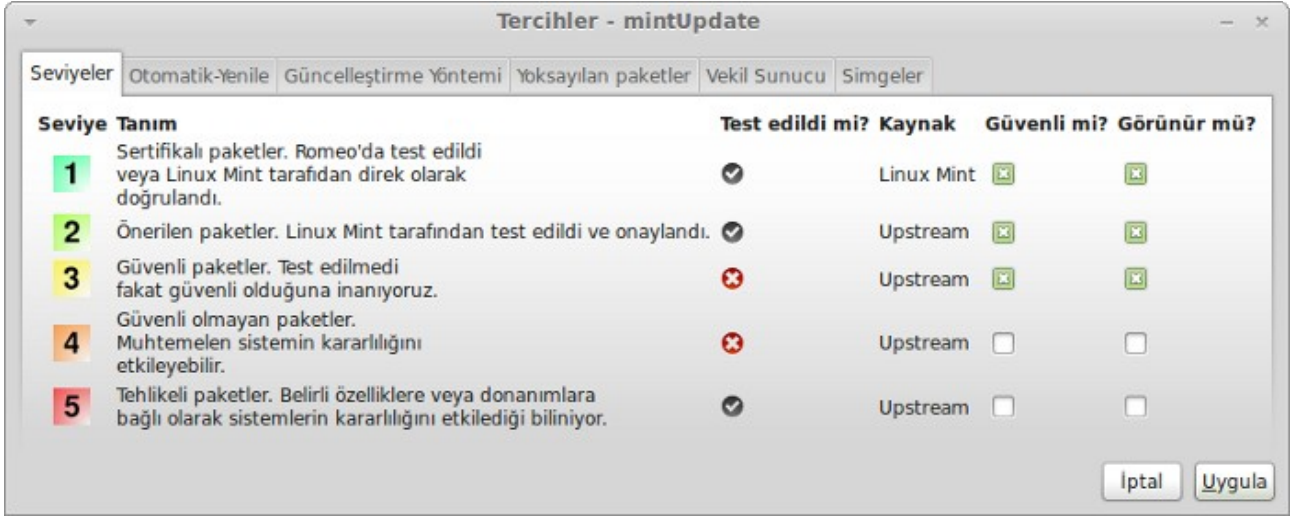 Tercihler - mintUpdate
Seviyeler Otomatik-Yenile Güncelleştirme Yöntemi Yoksayılan paketler Vekil Sunucu Simgeler
Seviye Tanım Test edildi mi? Kaynak Güvenli mi? Görünür mü?
Sertifikalı paketler. Romeo'da test edildi
1 veya Linux Mint tarafıdan direk olarak Linux Mint
doğrulandı.
2 Önerilen paketler. Linux Mint tarafından test edildi ve onaylandı. Upstream
Güvenli paketler. Test edilmedi
3 fakat güvenli olduğuna inanıyoruz. Upstream
Güvenli olmayan paketler.
4 Muhtemelen sistemin kararlılığını Upstream
etkileyebilir.
Tehlikeli paketler. Belirli özelliklere veya donanımlara
5 bağlı olarak sistemlerin kararlılığını etkilediği biliniyor. Upstream
İptal Uygula